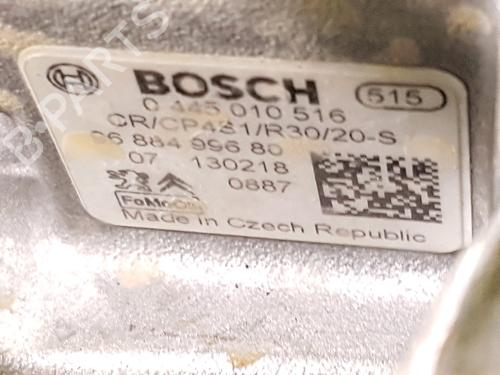 BOSCH 515
0 445 010 516
CR/CP4S1/R30/20-S
96 884 996 80
07 130218
0887
FoMoCo
Made in Czech Republic
B-PARTS